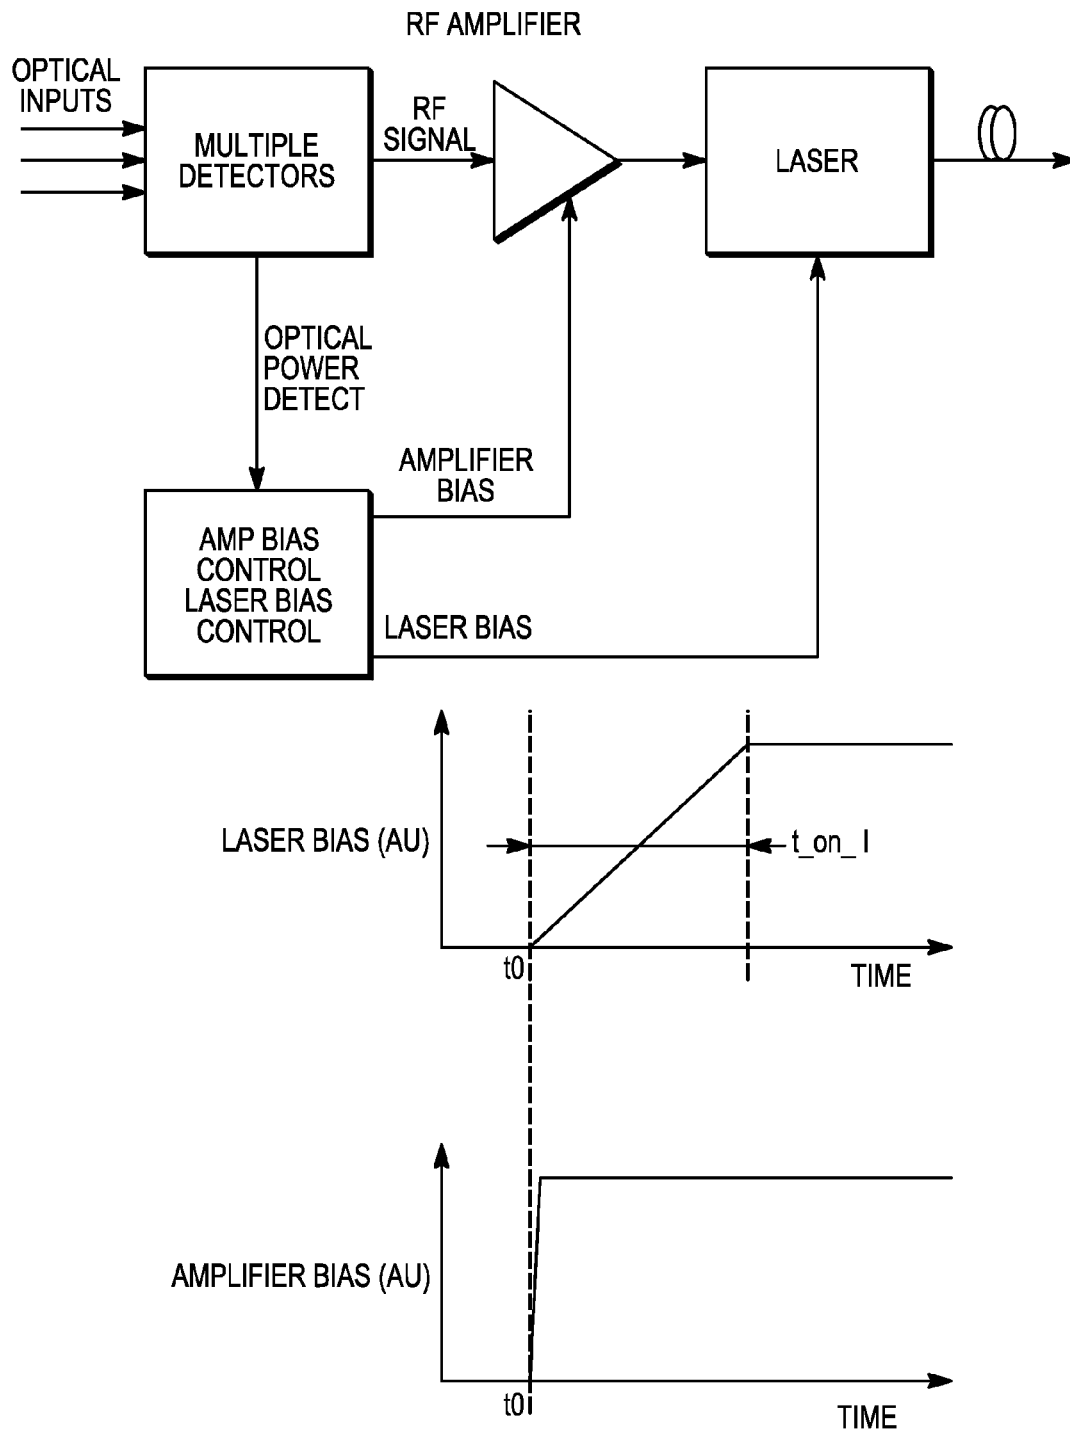 RF AMPLIFIER
OPTICAL
INPUTS
MULTIPLE
DETECTORS
RF
SIGNAL
LASER
OPTICAL
POWER
DETECT
AMPLIFIER
BIAS
AMP BIAS
CONTROL
LASER BIAS
CONTROL
LASER BIAS
LASER BIAS (AU)
t_on_ l
t0
TIME
AMPLIFIER BIAS (AU)
t0
TIME